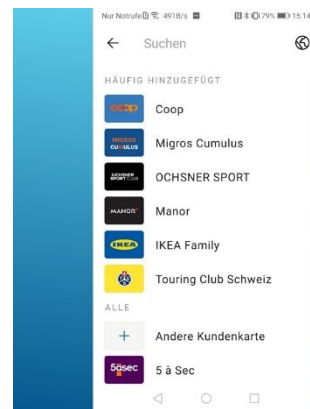 Nur Notrufe 491B/s 79% 15:14
Suchen
HÄUFIG HINZUGEFÜGT
coop Coop
MIGROS
CUMULUS Migros Cumulus
OCHSNER
SPORT CLUB OCHSNER SPORT
MANOR Manor
IKEA IKEA Family
Touring Club Schweiz
ALLE
+ Andere Kundenkarte
5àsec 5 à Sec